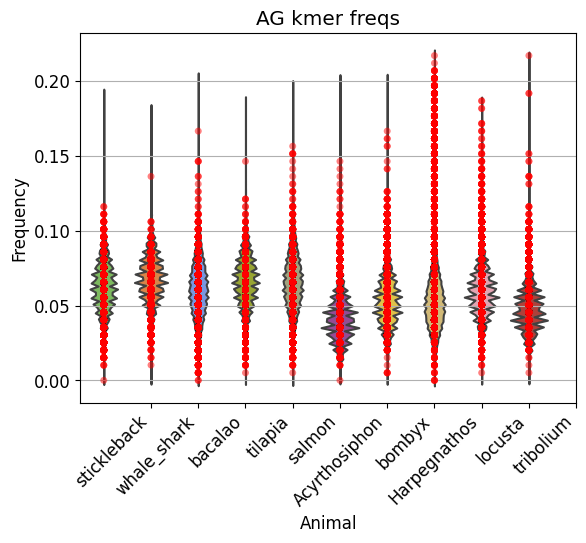 AG kmer freqs
Frequency
0.20
0.15
0.10
0.05
0.00
stickleback
whale_shark
bacalao
tilapia
salmon
Acyrthosiphon
bombyx
Harpegnathos
locusta
tribolium
Animal